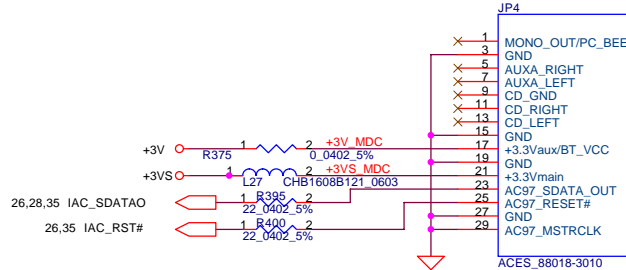 JP4
1 MONO_OUT/PC_BEE
3 GND
5 AUXA_RIGHT
7 AUXA_LEFT
9 CD_GND
11 CD_RIGHT
13 CD_LEFT
15 GND
+3V 1 2 +3V_MDC 17 +3.3Vaux/BT_VCC
R375 0_0402_5%
19 GND
+3VS 1 2 +3VS_MDC 21 +3.3Vmain
L27 CHB1608B121_0603
23 AC97_SDATA_OUT
26,28,35 IAC_SDATAO 1 R395 2
22_0402_5%
25 AC97_RESET#
26,35 IAC_RST# 1 R400 2
22_0402_5%
27 GND
29 AC97_MSTRCLK
ACES_88018-3010